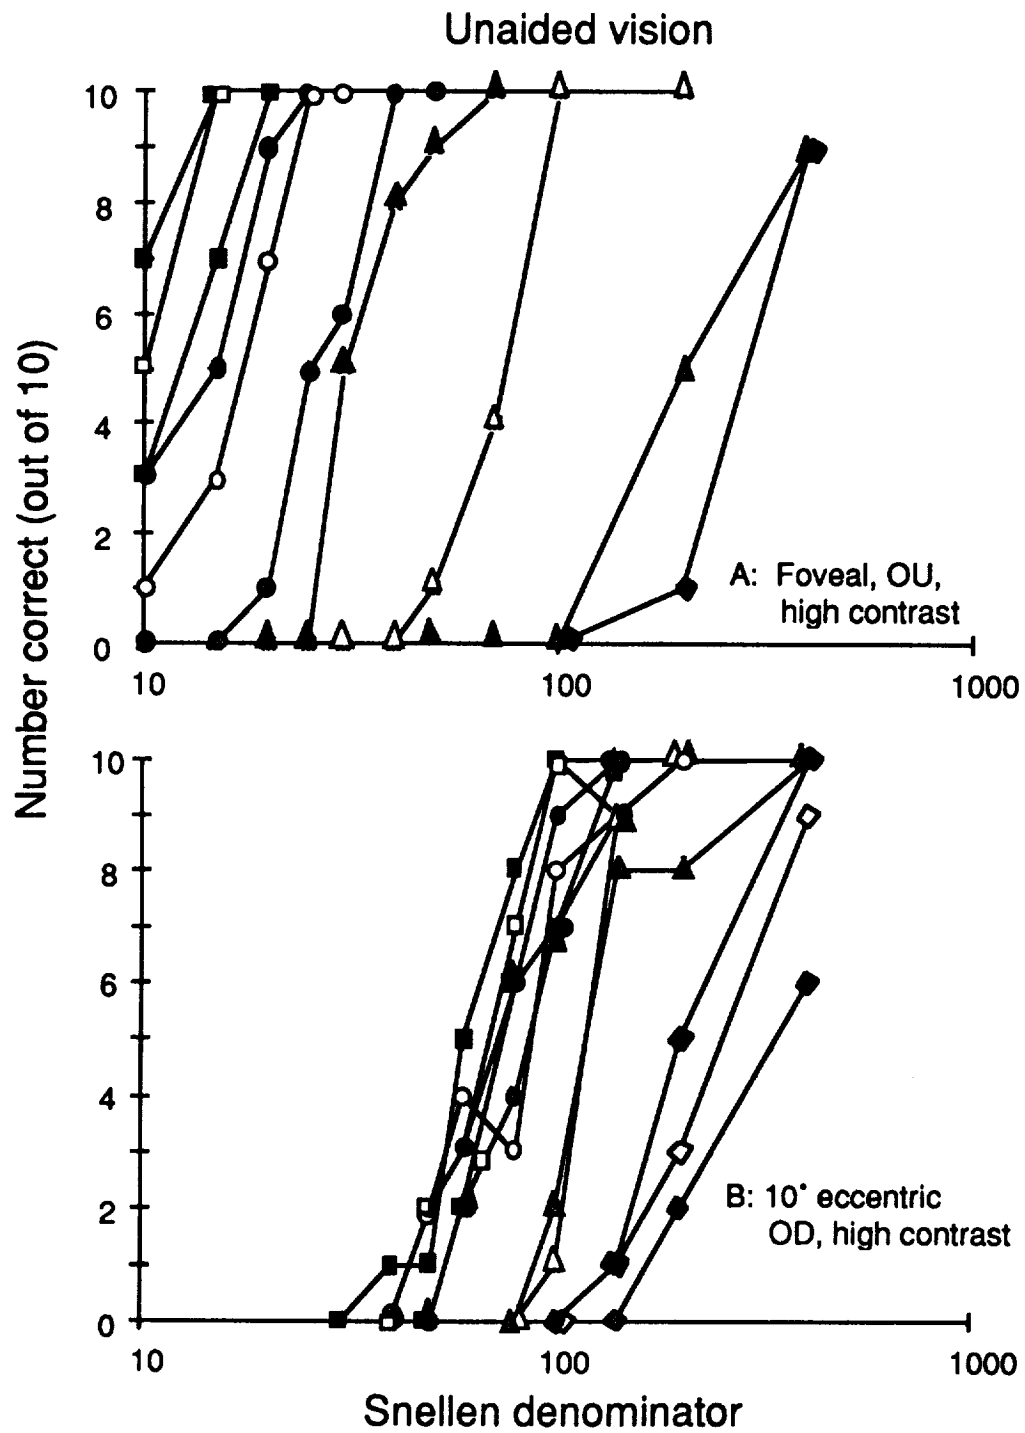 Unaided vision
10
8
6
4
2
0
10
100
1000
A: Foveal, OU,
high contrast
Number correct (out of 10)
10
8
6
4
2
0
10
100
1000
B: 10° eccentric
OD, high contrast
Snellen denominator